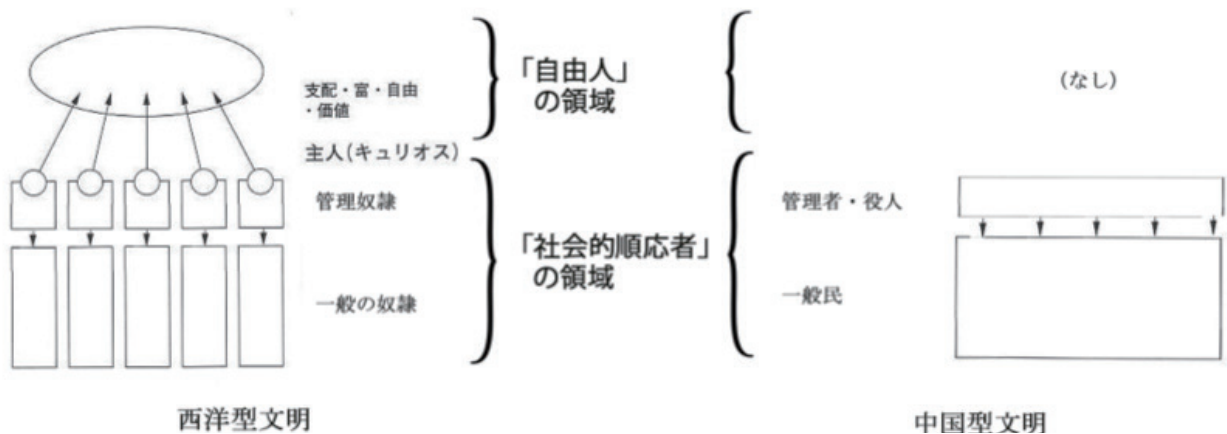 支配・富・自由
・価値
主人(キュリオス)
管理奴隷
一般の奴隷
西洋型文明
「自由人」
の領域
「社会的順応者」
の領域
(なし)
管理者・役人
一般民
中国型文明